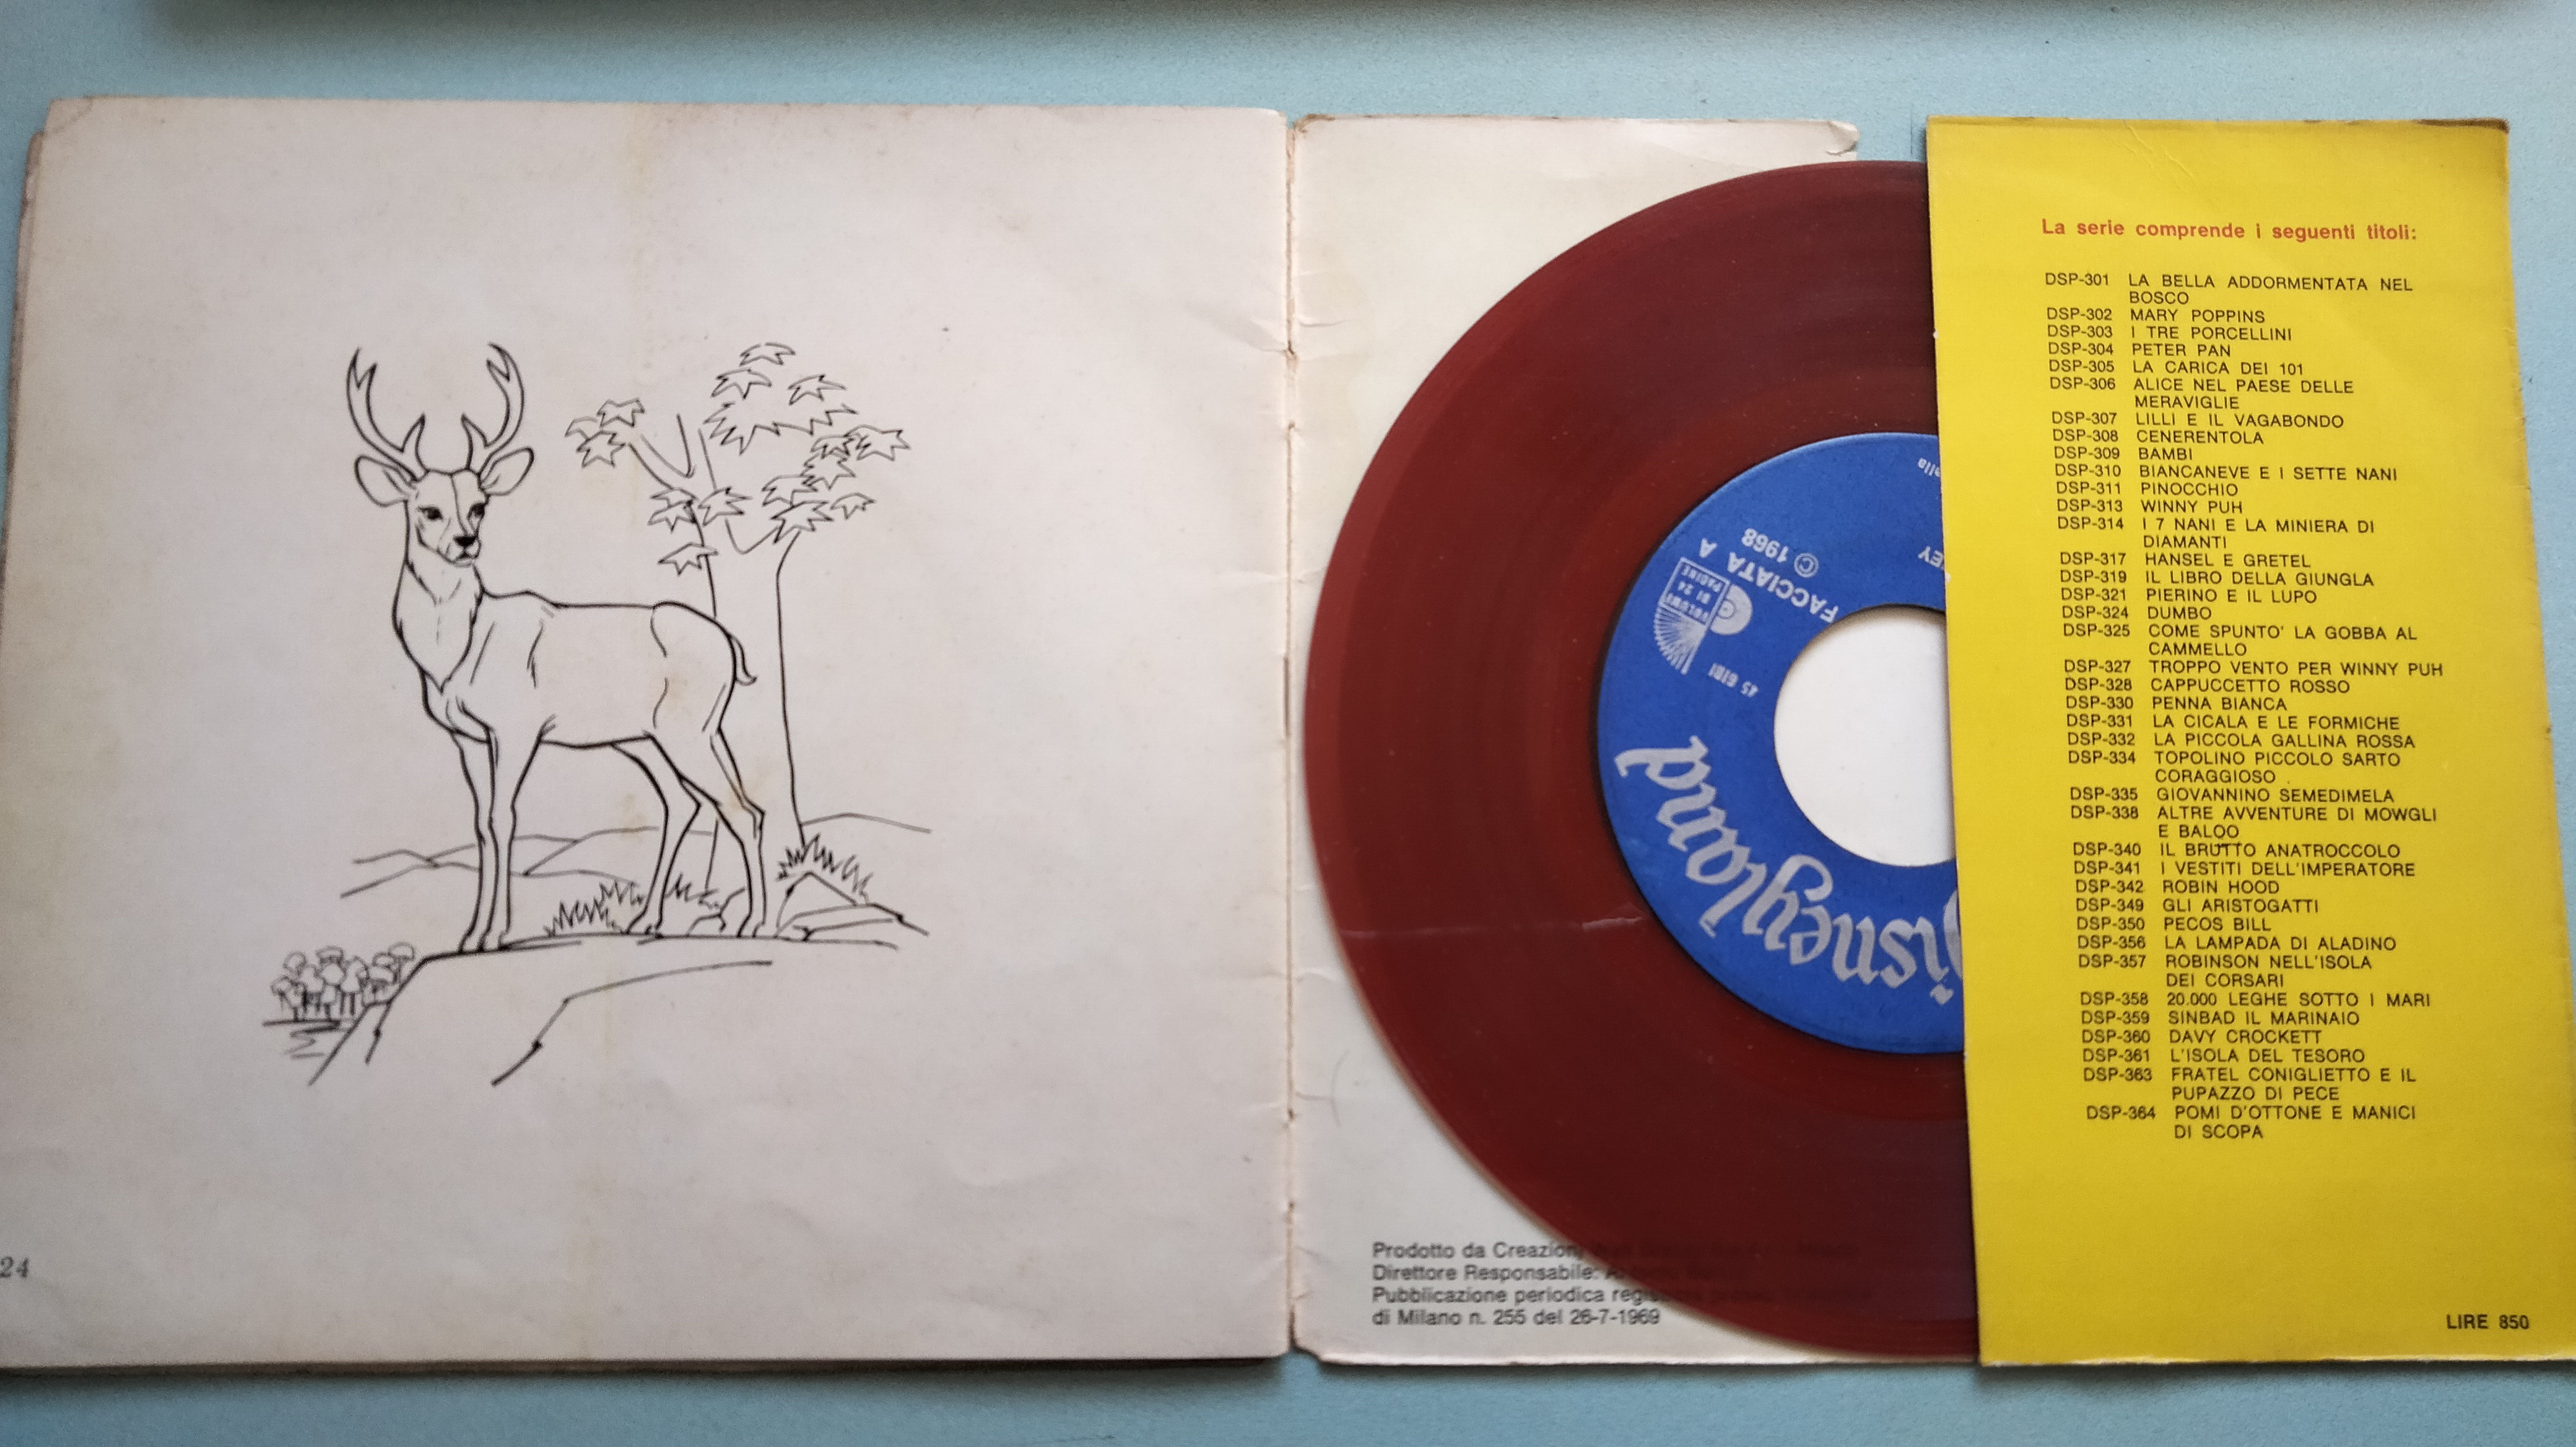 24
ella
EY
© 1968
FACCIATA A
VOLUMI
DI 24
PAGINE
45 GIRI
Disneyland
Prodotto da Creazioni
Direttore Responsabile:
Pubblicazione periodica
di Milano n. 255 del 26-7-1969
La serie comprende i seguenti titoli:
DSP-301 LA BELLA ADDORMENTATA NEL
BOSCO
DSP-302 MARY POPPINS
DSP-303 I TRE PORCELLINI
DSP-304 PETER PAN
DSP-305 LA CARICA DEI 101
DSP-306 ALICE NEL PAESE DELLE
MERAVIGLIE
DSP-307 LILLI E IL VAGABONDO
DSP-308 CENERENTOLA
DSP-309 BAMBI
DSP-310 BIANCANEVE E I SETTE NANI
DSP-311 PINOCCHIO
DSP-313 WINNY PUH
DSP-314 I 7 NANI E LA MINIERA DI
DIAMANTI
DSP-317 HANSEL E GRETEL
DSP-319 IL LIBRO DELLA GIUNGLA
DSP-321 PIERINO E IL LUPO
DSP-324 DUMBO
DSP-325 COME SPUNTO' LA GOBBA AL
CAMMELLO
DSP-327 TROPPO VENTO PER WINNY PUH
DSP-328 CAPPUCCETTO ROSSO
DSP-330 PENNA BIANCA
DSP-331 LA CICALA E LE FORMICHE
DSP-332 LA PICCOLA GALLINA ROSSA
DSP-334 TOPOLINO PICCOLO SARTO
CORAGGIOSO
DSP-335 GIOVANNINO SEMEDIMELA
DSP-338 ALTRE AVVENTURE DI MOWGLI
E BALOO
DSP-340 IL BRUTTO ANATROCCOLO
DSP-341 I VESTITI DELL'IMPERATORE
DSP-342 ROBIN HOOD
DSP-349 GLI ARISTOGATTI
DSP-350 PECOS BILL
DSP-356 LA LAMPADA DI ALADINO
DSP-357 ROBINSON NELL'ISOLA
DEI CORSARI
DSP-358 20.000 LEGHE SOTTO I MARI
DSP-359 SINBAD IL MARINAIO
DSP-360 DAVY CROCKETT
DSP-361 L'ISOLA DEL TESORO
DSP-363 FRATEL CONIGLIETTO E IL
PUPAZZO DI PECE
DSP-364 POMI D'OTTONE E MANICI
DI SCOPA
LIRE 850